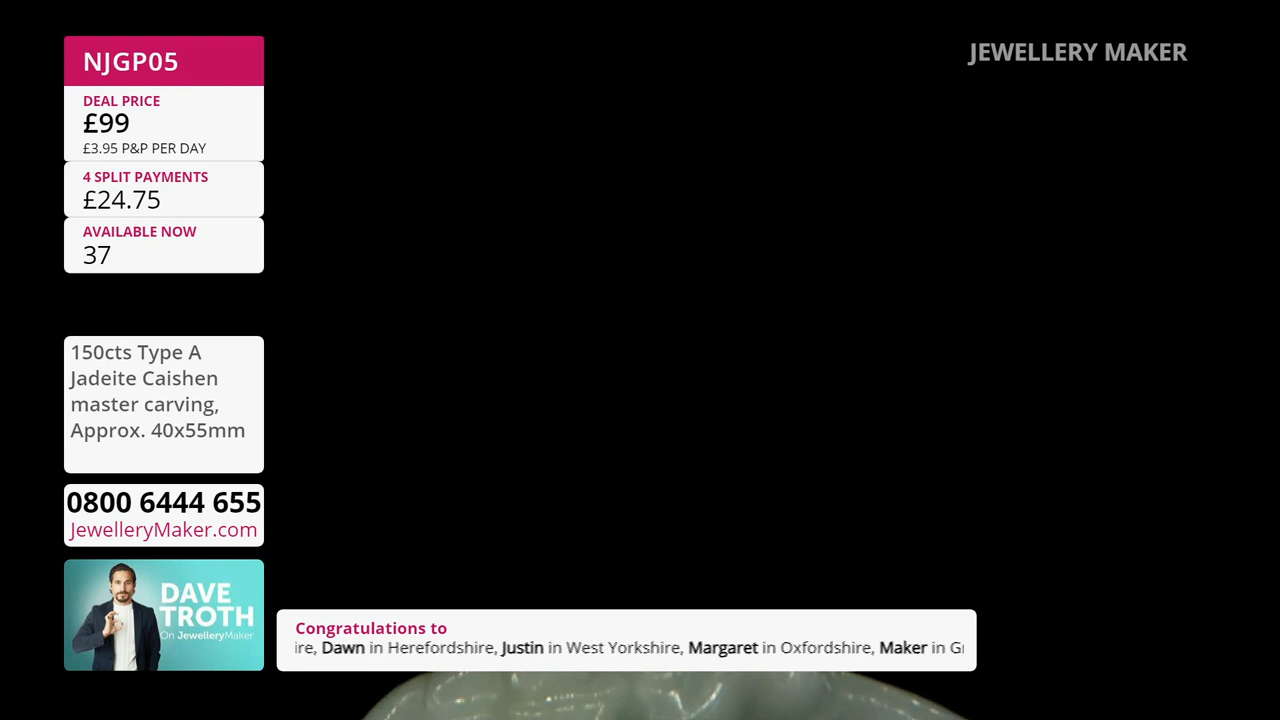 NJGP05
DEAL PRICE
£99
£3.95 P&P PER DAY
4 SPLIT PAYMENTS
£24.75
AVAILABLE NOW
37
150cts Type A
Jadeite Caishen
master carving,
Approx. 40x55mm
0800 6444 655
JewelleryMaker.com
DAVE
TROTH
On JewelleryMaker
JEWELLERY MAKER
Congratulations to
ire, Dawn in Herefordshire, Justin in West Yorkshire, Margaret in Oxfordshire, Maker in